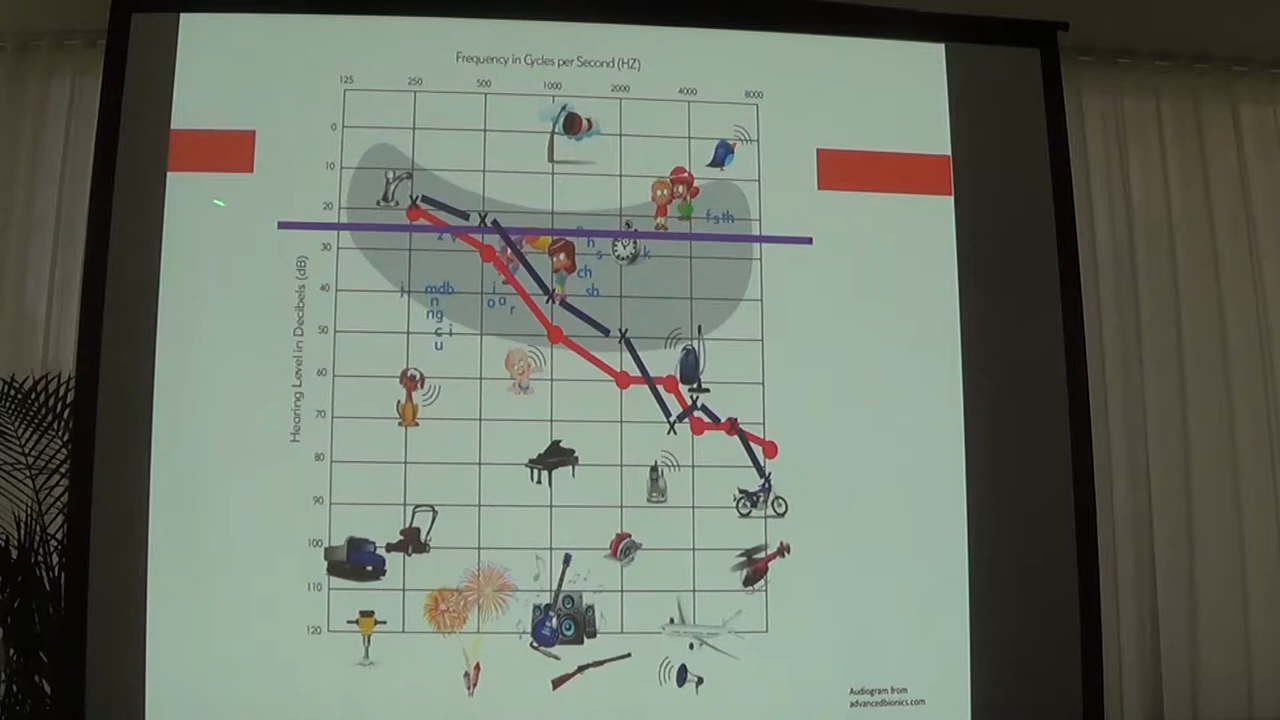 Frequency in Cycles per Second (HZ)
125 250 500 1000 2000 4000 8000
Hearing Level in Decibels (dB)
0
10
20
30
40
50
60
70
80
90
100
110
120
f s th
z v
h
s k
ch
sh
j mdb
n
ng
i
o a
r
u
Audiogram from
advancedbionics.com